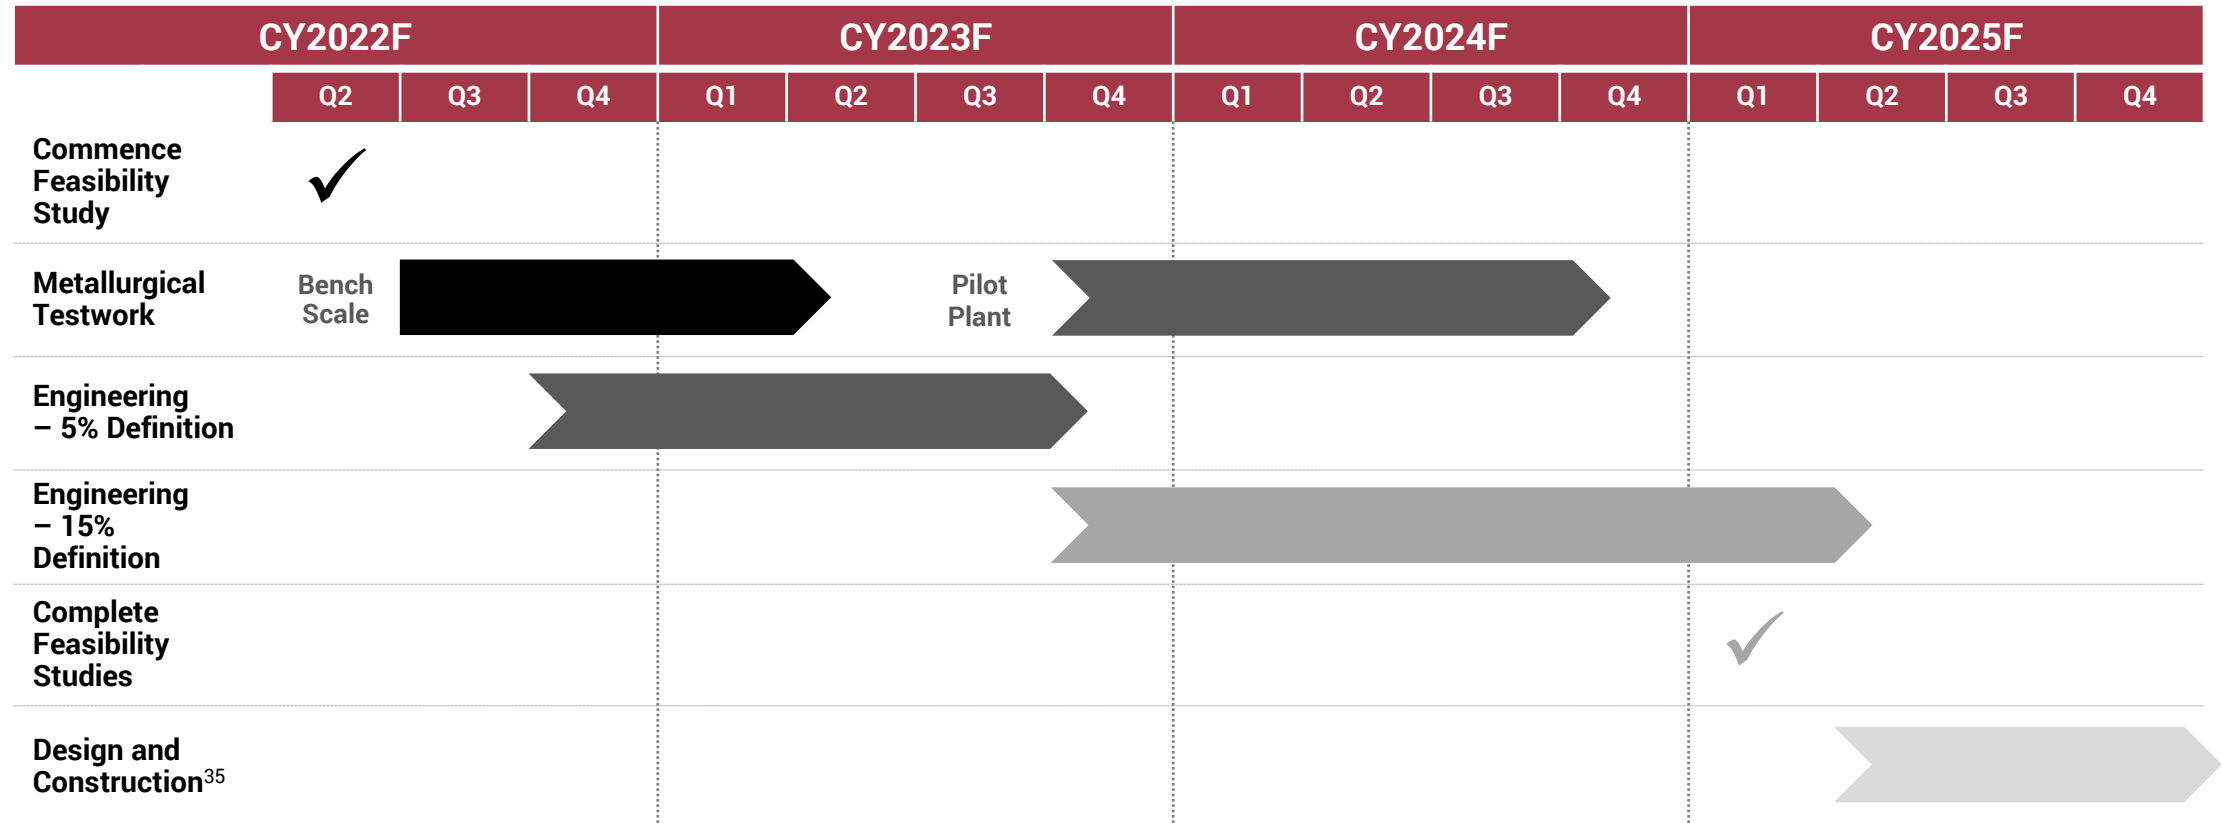 CY2022F CY2023F CY2024F CY2025F
Q2 Q3 Q4 Q1 Q2 Q3 Q4 Q1 Q2 Q3 Q4 Q1 Q2 Q3 Q4
Commence
Feasibility
Study
Metallurgical
Testwork
Bench
Scale
Pilot
Plant
Engineering
– 5% Definition
Engineering
– 15%
Definition
Complete
Feasibility
Studies
Design and
Construction³⁵